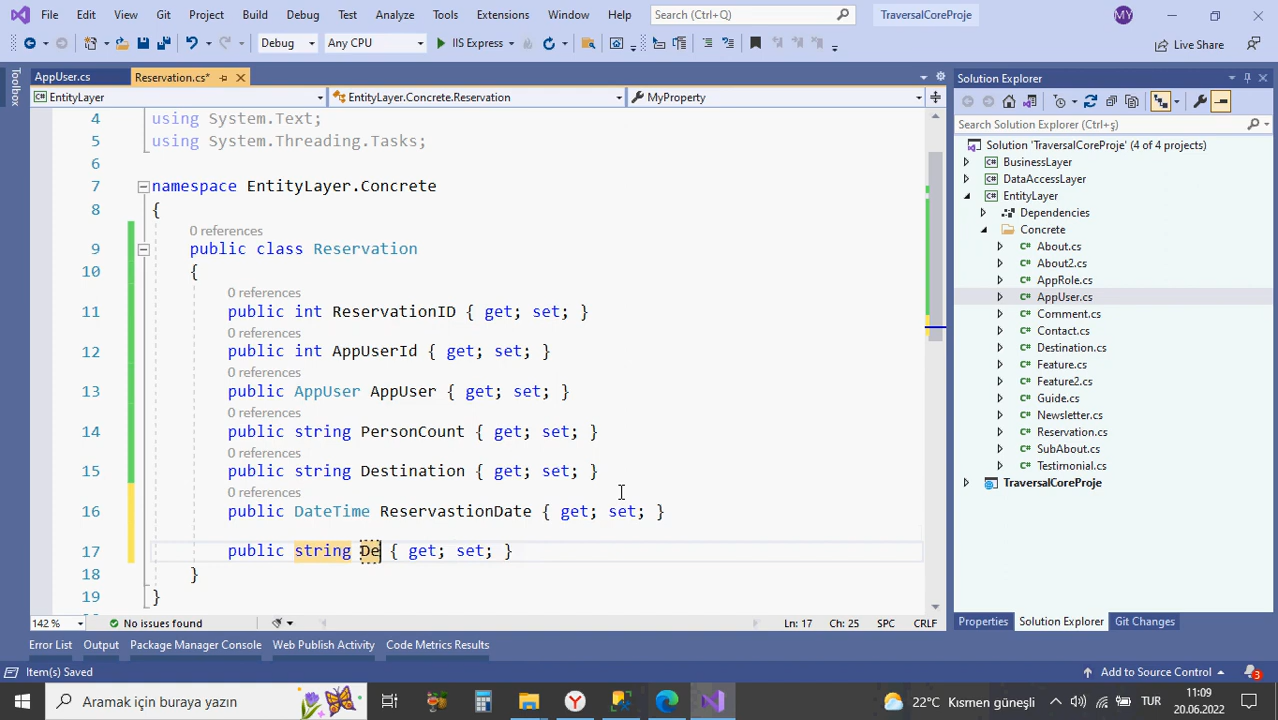 File Edit View Git Project Build Debug Test Analyze Tools Extensions Window Help Search (Ctrl+Ş) TraversalCoreProje MY
Debug Any CPU IIS Express Live Share
AppUser.cs Reservation.cs*
EntityLayer EntityLayer.Concrete.Reservation MyProperty
Toolbox
4 using System.Text;
5 using System.Threading.Tasks;
6
7 namespace EntityLayer.Concrete
8 {
0 references
9 public class Reservation
10 {
0 references
11 public int ReservationID { get; set; }
0 references
12 public int AppUserId { get; set; }
0 references
13 public AppUser AppUser { get; set; }
0 references
14 public string PersonCount { get; set; }
0 references
15 public string Destination { get; set; }
0 references
16 public DateTime ReservastionDate { get; set; }
17 public string De { get; set; }
18 }
19 }
142 % No issues found Ln: 17 Ch: 25 SPC CRLF
Error List Output Package Manager Console Web Publish Activity Code Metrics Results
Solution Explorer
Search Solution Explorer (Ctrl+ş)
Solution 'TraversalCoreProje' (4 of 4 projects)
BusinessLayer
DataAccessLayer
EntityLayer
Dependencies
Concrete
C# About.cs
C# About2.cs
C# AppRole.cs
C# AppUser.cs
C# Comment.cs
C# Contact.cs
C# Destination.cs
C# Feature.cs
C# Feature2.cs
C# Guide.cs
C# Newsletter.cs
C# Reservation.cs
C# SubAbout.cs
C# Testimonial.cs
TraversalCoreProje
Properties Solution Explorer Git Changes
Item(s) Saved Add to Source Control 3
Aramak için buraya yazın 22°C Kısmen güneşli TUR 11:09
20.06.2022